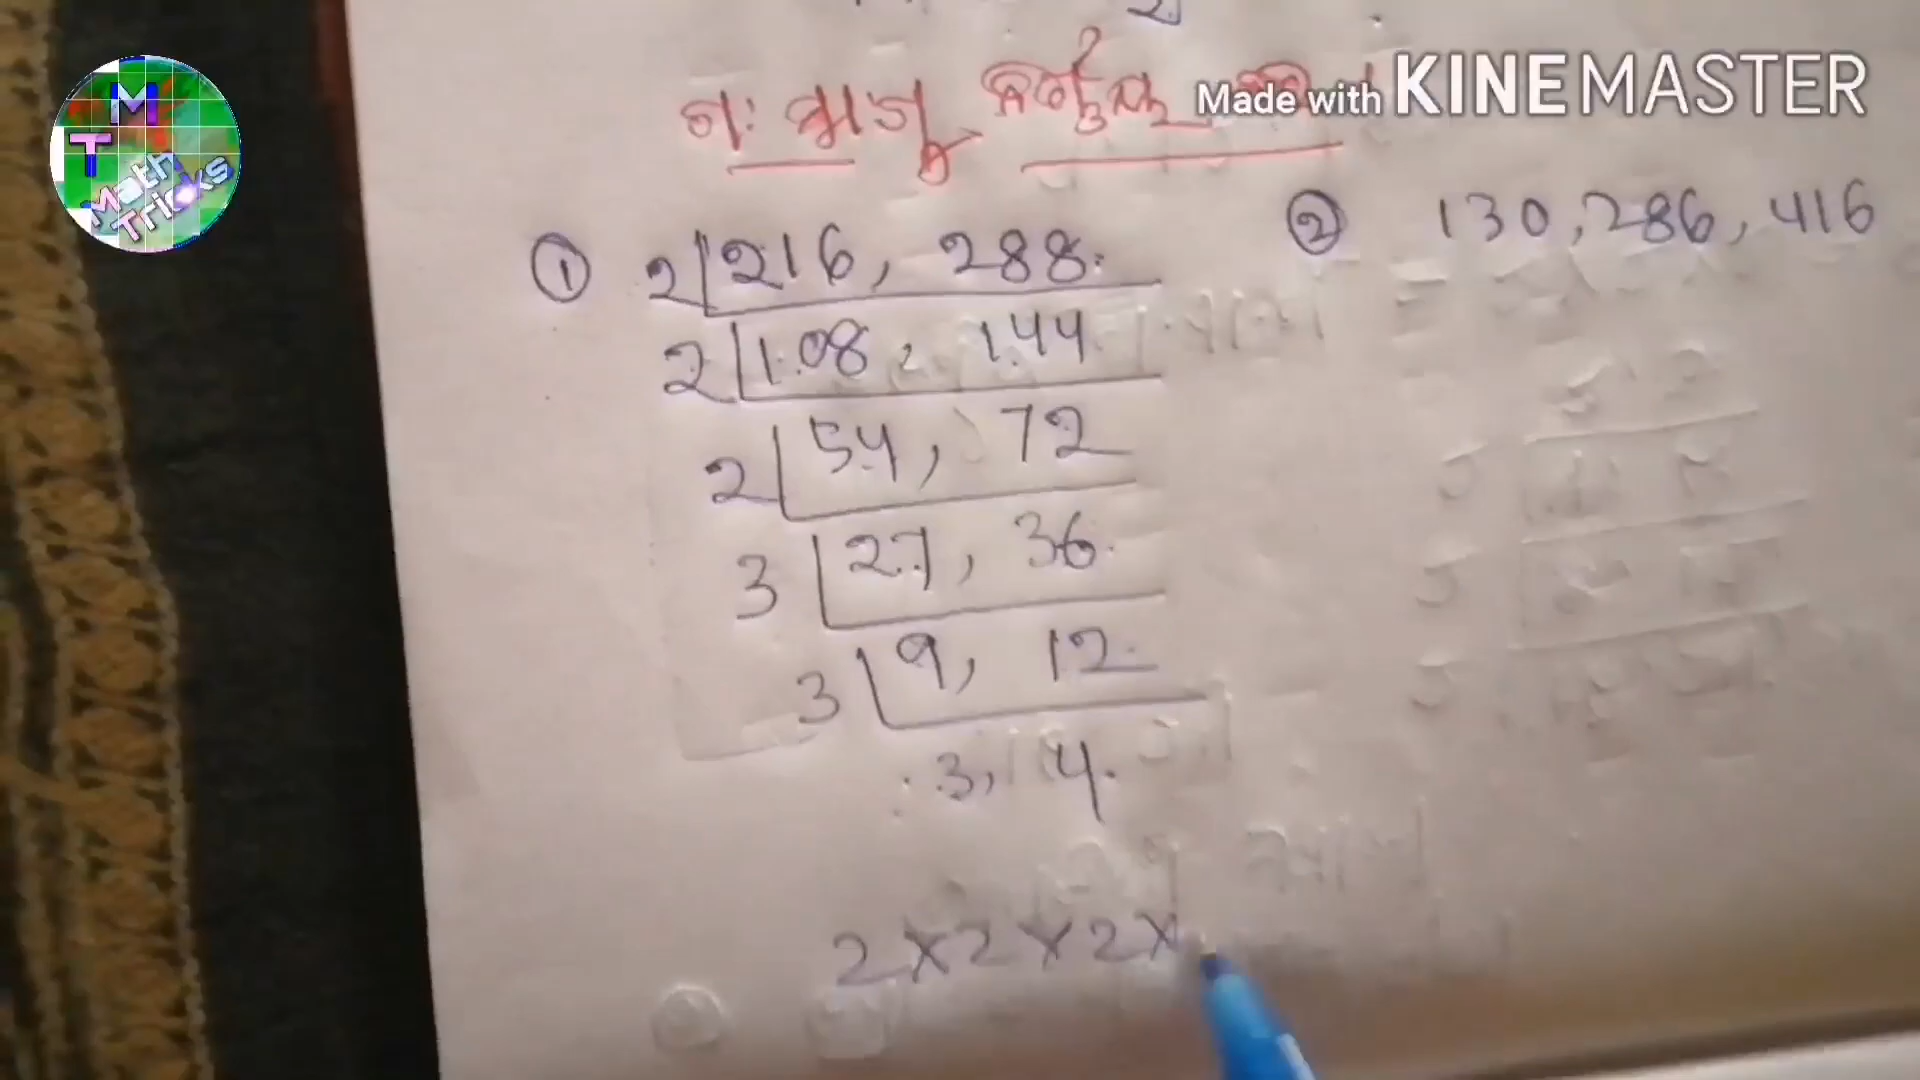 M
T
Math
Tricks
Made with KINEMASTER
① 2 216, 288
2 108, 144
2 54, 72
3 27, 36
3 9, 12
3, 4
2×2×2×
② 130, 286, 416